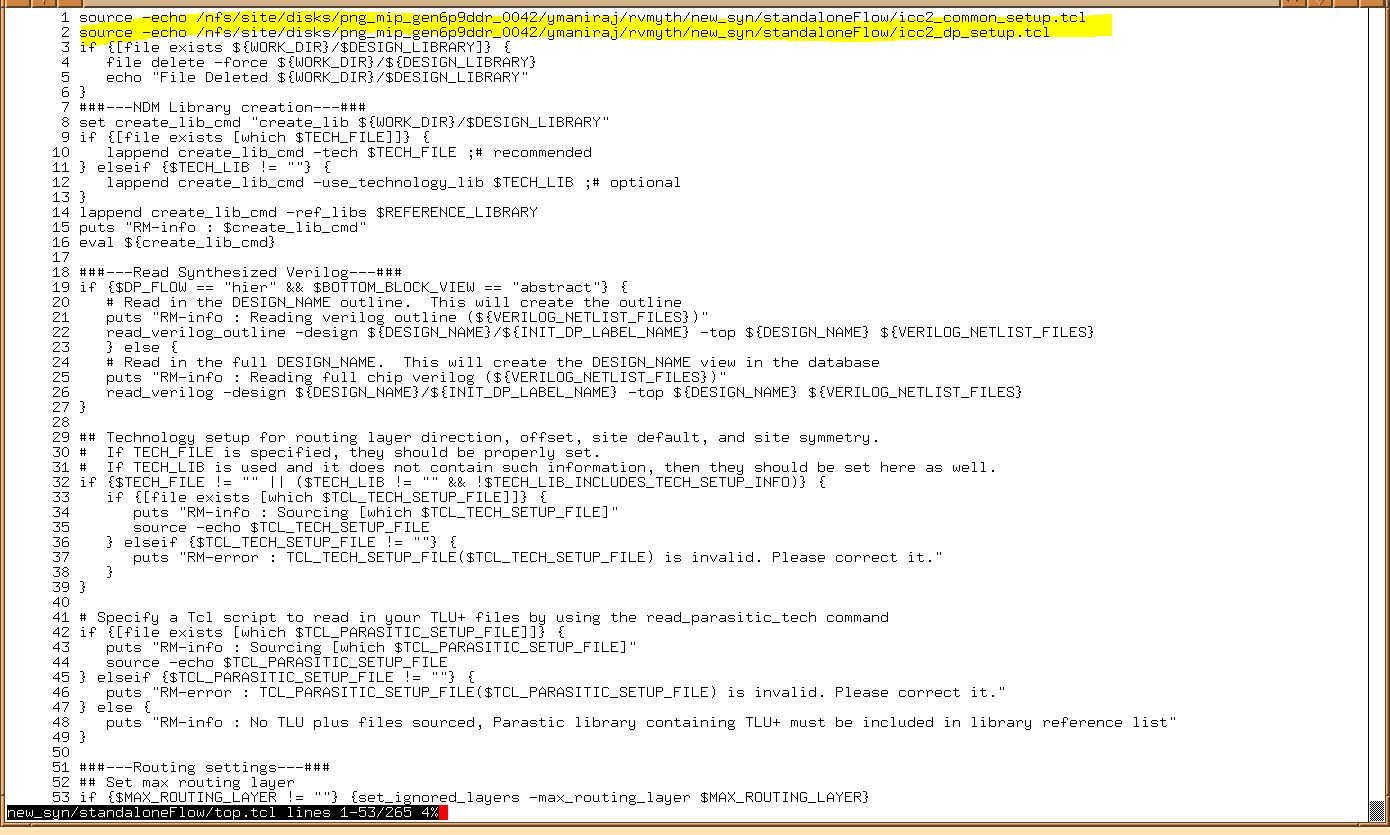 1 source -echo /nfs/site/disks/png_mip_gen6p9ddr_0042/ymaniraj/rvmyth/new_syn/standaloneFlow/icc2_common_setup.tcl
2 source -echo /nfs/site/disks/png_mip_gen6p9ddr_0042/ymaniraj/rvmyth/new_syn/standaloneFlow/icc2_dp_setup.tcl
3 if {[file exists ${WORK_DIR}/$DESIGN_LIBRARY]} {
4    file delete -force ${WORK_DIR}/${DESIGN_LIBRARY}
5    echo "File Deleted ${WORK_DIR}/$DESIGN_LIBRARY"
6 }
7 ###---NDM Library creation---###
8 set create_lib_cmd "create_lib ${WORK_DIR}/$DESIGN_LIBRARY"
9 if {[file exists [which $TECH_FILE]]} {
10    lappend create_lib_cmd -tech $TECH_FILE ;# recommended
11 } elseif {$TECH_LIB != ""} {
12    lappend create_lib_cmd -use_technology_lib $TECH_LIB ;# optional
13 }
14 lappend create_lib_cmd -ref_libs $REFERENCE_LIBRARY
15 puts "RM-info : $create_lib_cmd"
16 eval ${create_lib_cmd}
17
18 ###---Read Synthesized Verilog---###
19 if {$DP_FLOW == "hier" && $BOTTOM_BLOCK_VIEW == "abstract"} {
20    # Read in the DESIGN_NAME outline.  This will create the outline
21    puts "RM-info : Reading verilog outline (${VERILOG_NETLIST_FILES})"
22    read_verilog_outline -design ${DESIGN_NAME}/${INIT_DP_LABEL_NAME} -top ${DESIGN_NAME} ${VERILOG_NETLIST_FILES}
23    } else {
24    # Read in the full DESIGN_NAME.  This will create the DESIGN_NAME view in the database
25    puts "RM-info : Reading full chip verilog (${VERILOG_NETLIST_FILES})"
26    read_verilog -design ${DESIGN_NAME}/${INIT_DP_LABEL_NAME} -top ${DESIGN_NAME} ${VERILOG_NETLIST_FILES}
27 }
28
29 ## Technology setup for routing layer direction, offset, site default, and site symmetry.
30 #  If TECH_FILE is specified, they should be properly set.
31 #  If TECH_LIB is used and it does not contain such information, then they should be set here as well.
32 if {$TECH_FILE != "" || ($TECH_LIB != "" && !$TECH_LIB_INCLUDES_TECH_SETUP_INFO)} {
33    if {[file exists [which $TCL_TECH_SETUP_FILE]]} {
34       puts "RM-info : Sourcing [which $TCL_TECH_SETUP_FILE]"
35       source -echo $TCL_TECH_SETUP_FILE
36    } elseif {$TCL_TECH_SETUP_FILE != ""} {
37       puts "RM-error : TCL_TECH_SETUP_FILE($TCL_TECH_SETUP_FILE) is invalid. Please correct it."
38    }
39 }
40
41 # Specify a Tcl script to read in your TLU+ files by using the read_parasitic_tech command
42 if {[file exists [which $TCL_PARASITIC_SETUP_FILE]]} {
43    puts "RM-info : Sourcing [which $TCL_PARASITIC_SETUP_FILE]"
44    source -echo $TCL_PARASITIC_SETUP_FILE
45 } elseif {$TCL_PARASITIC_SETUP_FILE != ""} {
46    puts "RM-error : TCL_PARASITIC_SETUP_FILE($TCL_PARASITIC_SETUP_FILE) is invalid. Please correct it."
47 } else {
48    puts "RM-info : No TLU plus files sourced, Parastic library containing TLU+ must be included in library reference list"
49 }
50
51 ###---Routing settings---###
52 ## Set max routing layer
53 if {$MAX_ROUTING_LAYER != ""} {set_ignored_layers -max_routing_layer $MAX_ROUTING_LAYER}
new_syn/standaloneFlow/top.tcl lines 1-53/265 4%